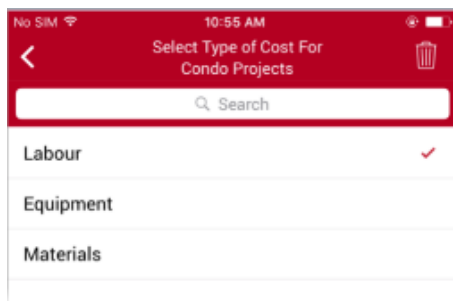 No SIM 10:55 AM
Select Type of Cost For
Condo Projects
Search
Labour
Equipment
Materials